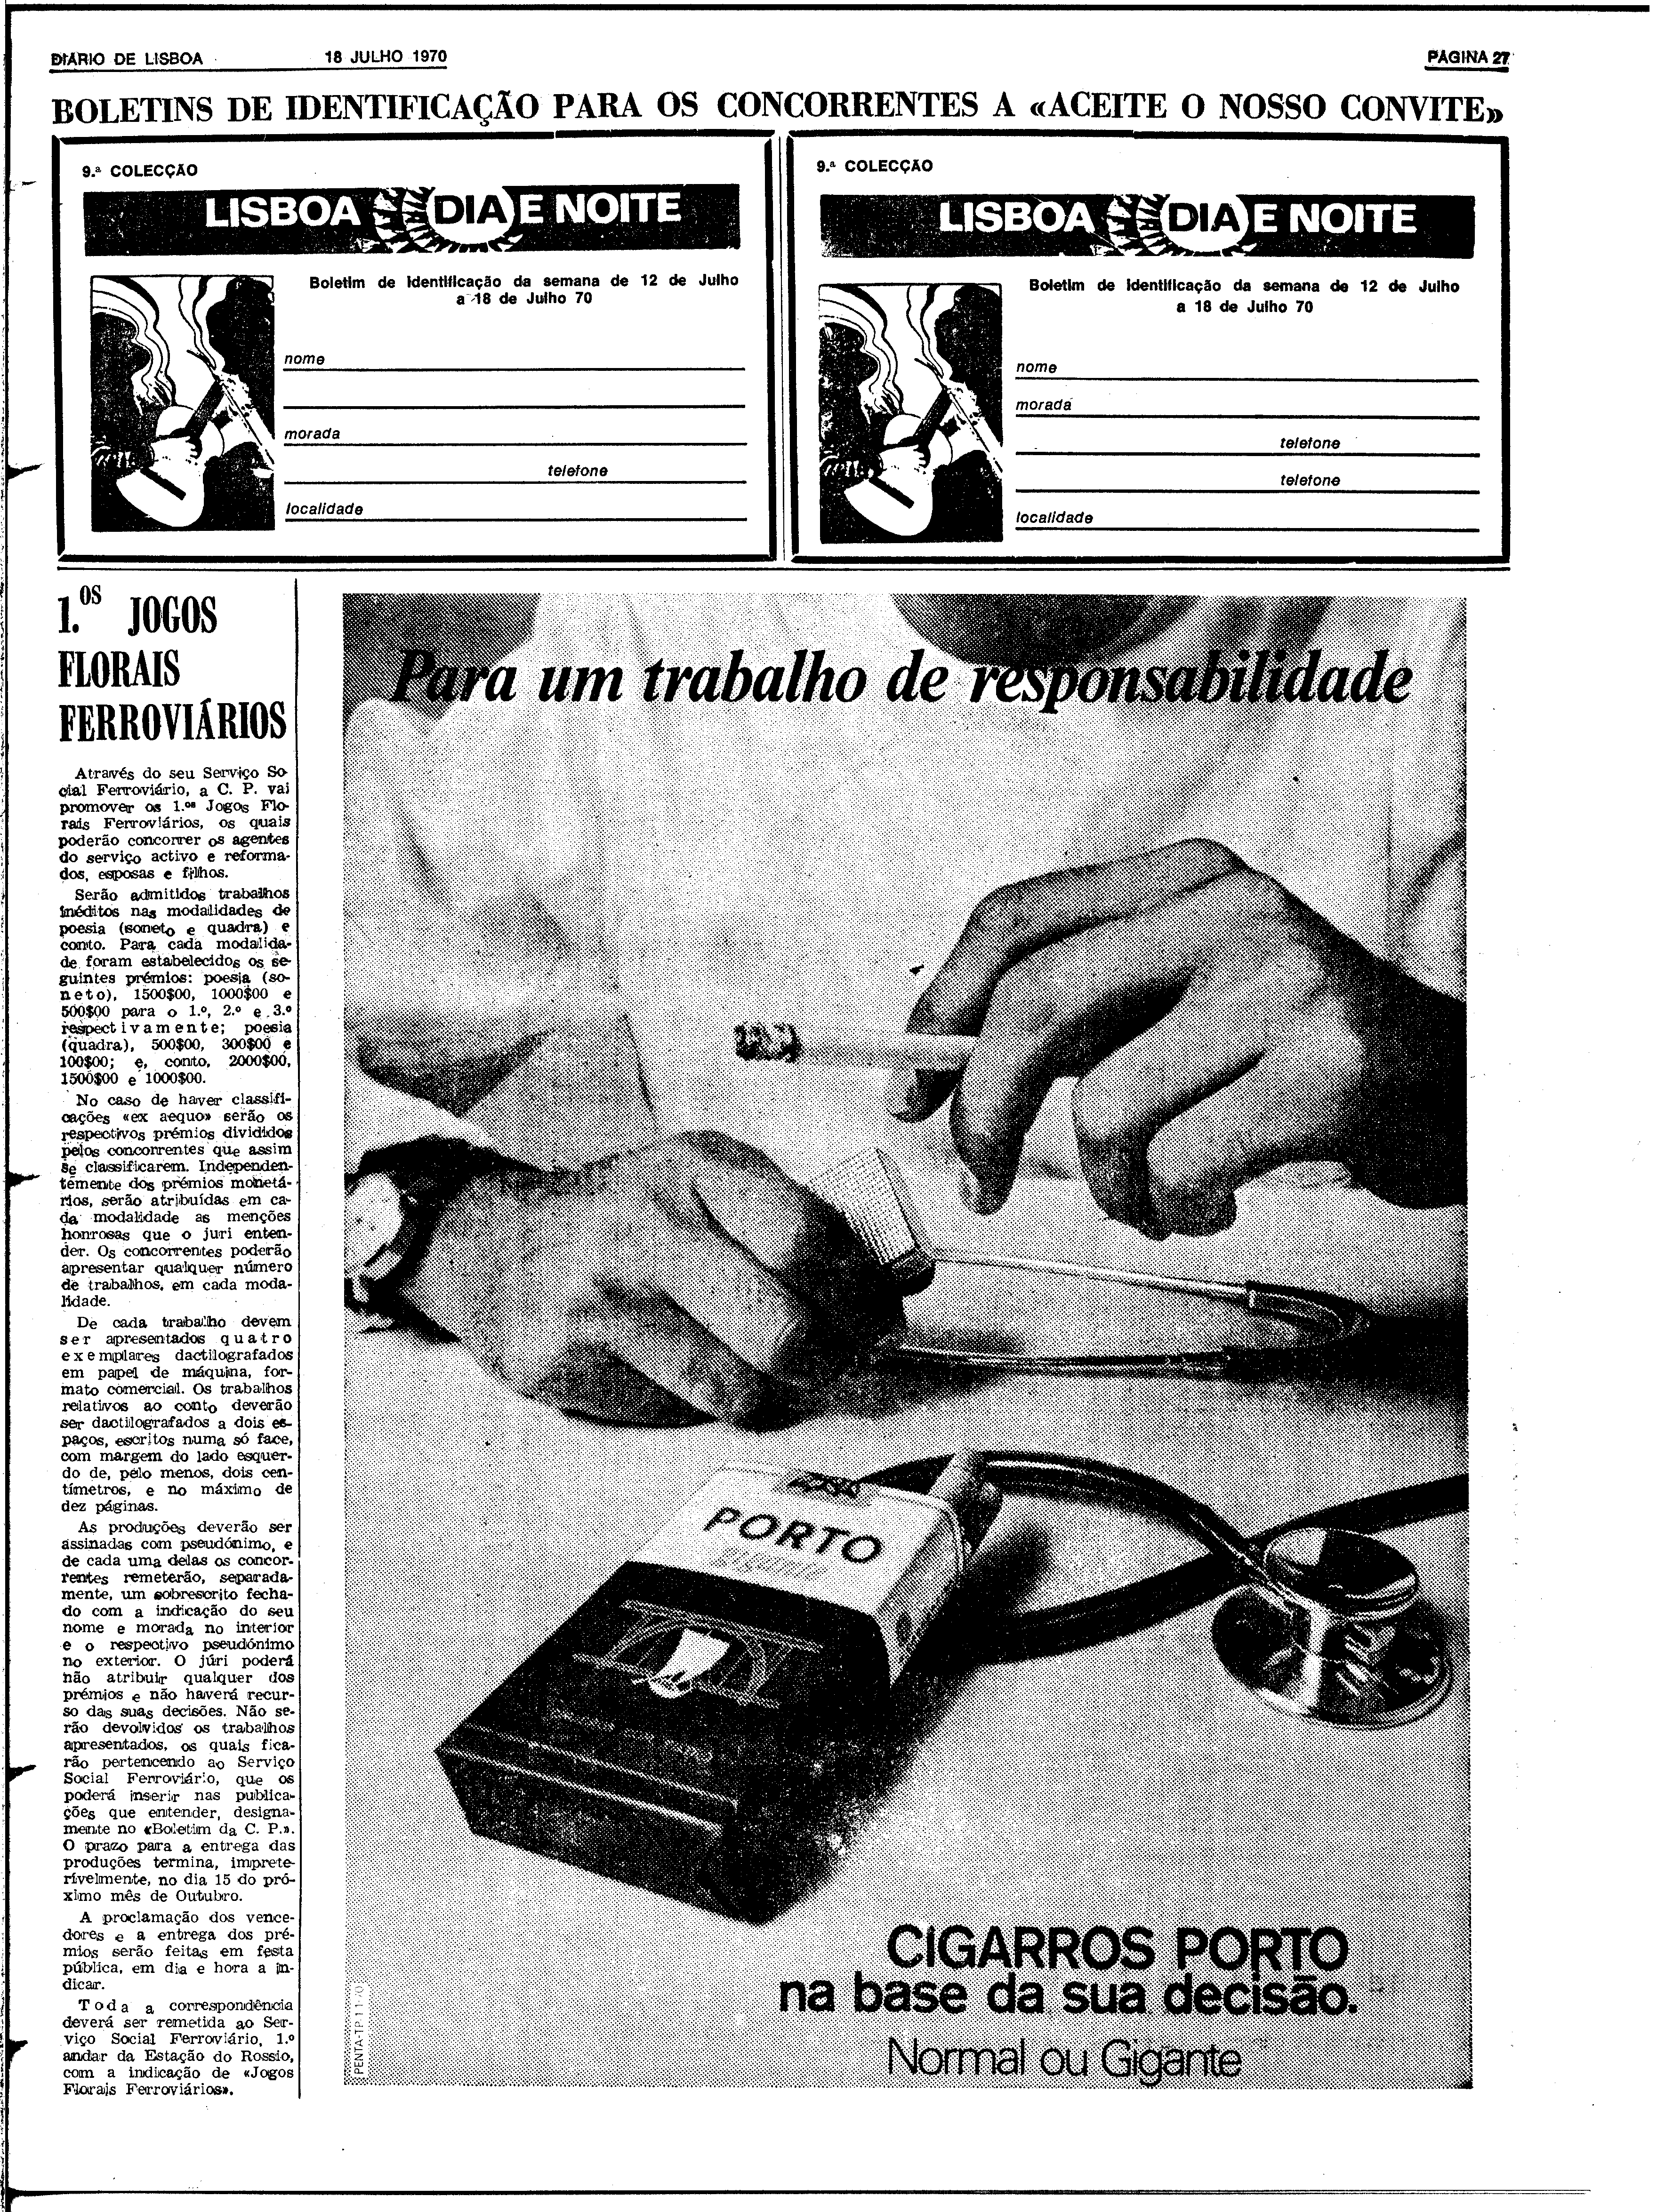 DIÁRIO DE LISBOA
18 JULHO 1970
PÁGINA 27
BOLETINS DE IDENTIFICAÇÃO PARA OS CONCORRENTES A «ACEITE O NOSSO CONVITE»
9.ª COLECÇÃO
LISBOA DIA E NOITE
Boletim de Identificação da semana de 12 de Julho
a 18 de Julho 70
nome
morada
telefone
localidade
9.ª COLECÇÃO
LISBOA DIA E NOITE
Boletim de Identificação da semana de 12 de Julho
a 18 de Julho 70
nome
morada
telefone
telefone
localidade
1.OS JOGOS
FLORAIS
FERROVIÁRIOS
Através do seu Serviço So-
cial Ferroviário, a C. P. vai
promover os 1.os Jogos Flo-
rais Ferroviários, os quais
poderão concorrer os agentes
do serviço activo e reforma-
dos, esposas e filhos.
Serão admitidos trabalhos
inéditos nas modalidades de
poesia (soneto e quadra) e
conto. Para cada modalida-
de foram estabelecidos os se-
guintes prémios: poesia (so-
neto), 1500$00, 1000$00 e
500$00 para o 1.º, 2.º e 3.º
respectivamente; poesia
(quadra), 500$00, 300$00 e
100$00; e, conto, 2000$00,
1500$00 e 1000$00.
No caso de haver classifi-
cações «ex aequo» serão os
respectivos prémios divididos
pelos concorrentes que assim
se classificarem. Independen-
temente dos prémios monetá-
rios, serão atribuídas em ca-
da modalidade as menções
honrosas que o juri enten-
der. Os concorrentes poderão
apresentar qualquer número
de trabalhos, em cada moda-
lidade.
De cada trabalho devem
ser apresentados quatro
exemplares dactilografados
em papel de máquina, for-
mato comercial. Os trabalhos
relativos ao conto deverão
ser dactilografados a dois es-
paços, escritos numa só face,
com margem do lado esquer-
do de, pelo menos, dois cen-
tímetros, e no máximo de
dez páginas.
As produções deverão ser
assinadas com pseudónimo, e
de cada uma delas os concor-
rentes remeterão, separada-
mente, um sobrescrito fecha-
do com a indicação do seu
nome e morada no interior
e o respectivo pseudónimo
no exterior. O júri poderá
não atribuir qualquer dos
prémios e não haverá recur-
so das suas decisões. Não se-
rão devolvidos os trabalhos
apresentados, os quais fica-
rão pertencendo ao Serviço
Social Ferroviário, que os
poderá inserir nas publica-
ções que entender, designa-
mente no «Boletim da C. P.».
O prazo para a entrega das
produções termina, imprete-
rivelmente, no dia 15 do pró-
ximo mês de Outubro.
A proclamação dos vence-
dores e a entrega dos pré-
mios serão feitas em festa
pública, em dia e hora a in-
dicar.
Toda a correspondência
deverá ser remetida ao Ser-
viço Social Ferroviário, 1.º
andar da Estação do Rossio,
com a indicação de «Jogos
Florais Ferroviários».
Para um trabalho de responsabilidade
PORTO
CIGARROS PORTO
na base da sua decisão.
Normal ou Gigante
PENTA-TP 11-70